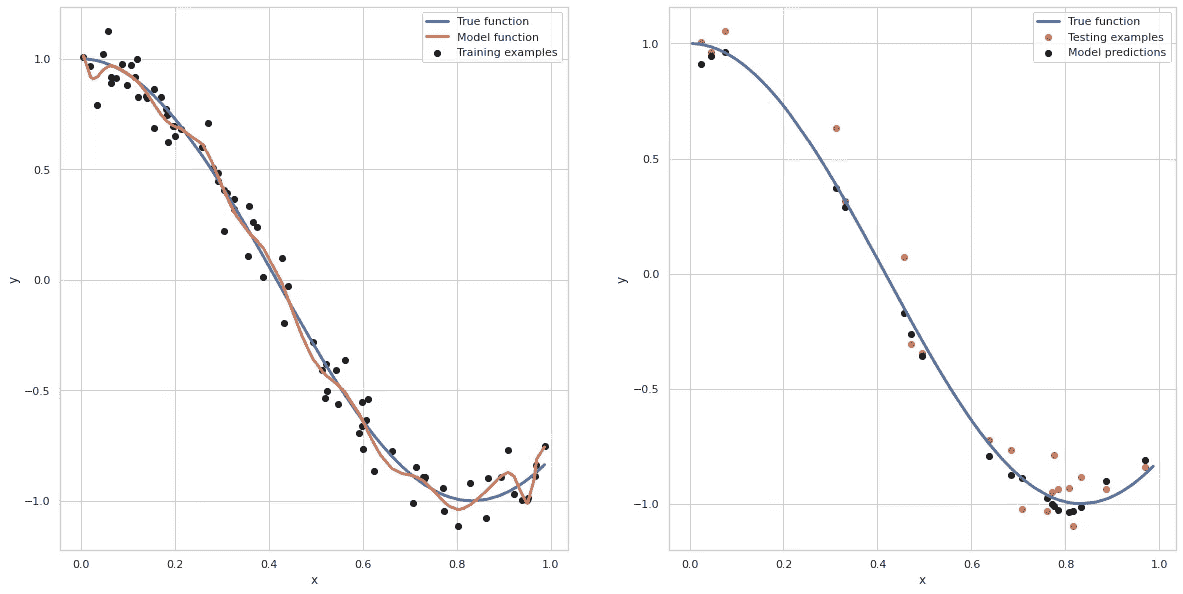 True function
Model function
Training examples
1.0
0.5
0.0
−0.5
−1.0
y
0.0 0.2 0.4 0.6 0.8 1.0
x
True function
Testing examples
Model predictions
1.0
0.5
0.0
−0.5
−1.0
y
0.0 0.2 0.4 0.6 0.8 1.0
x